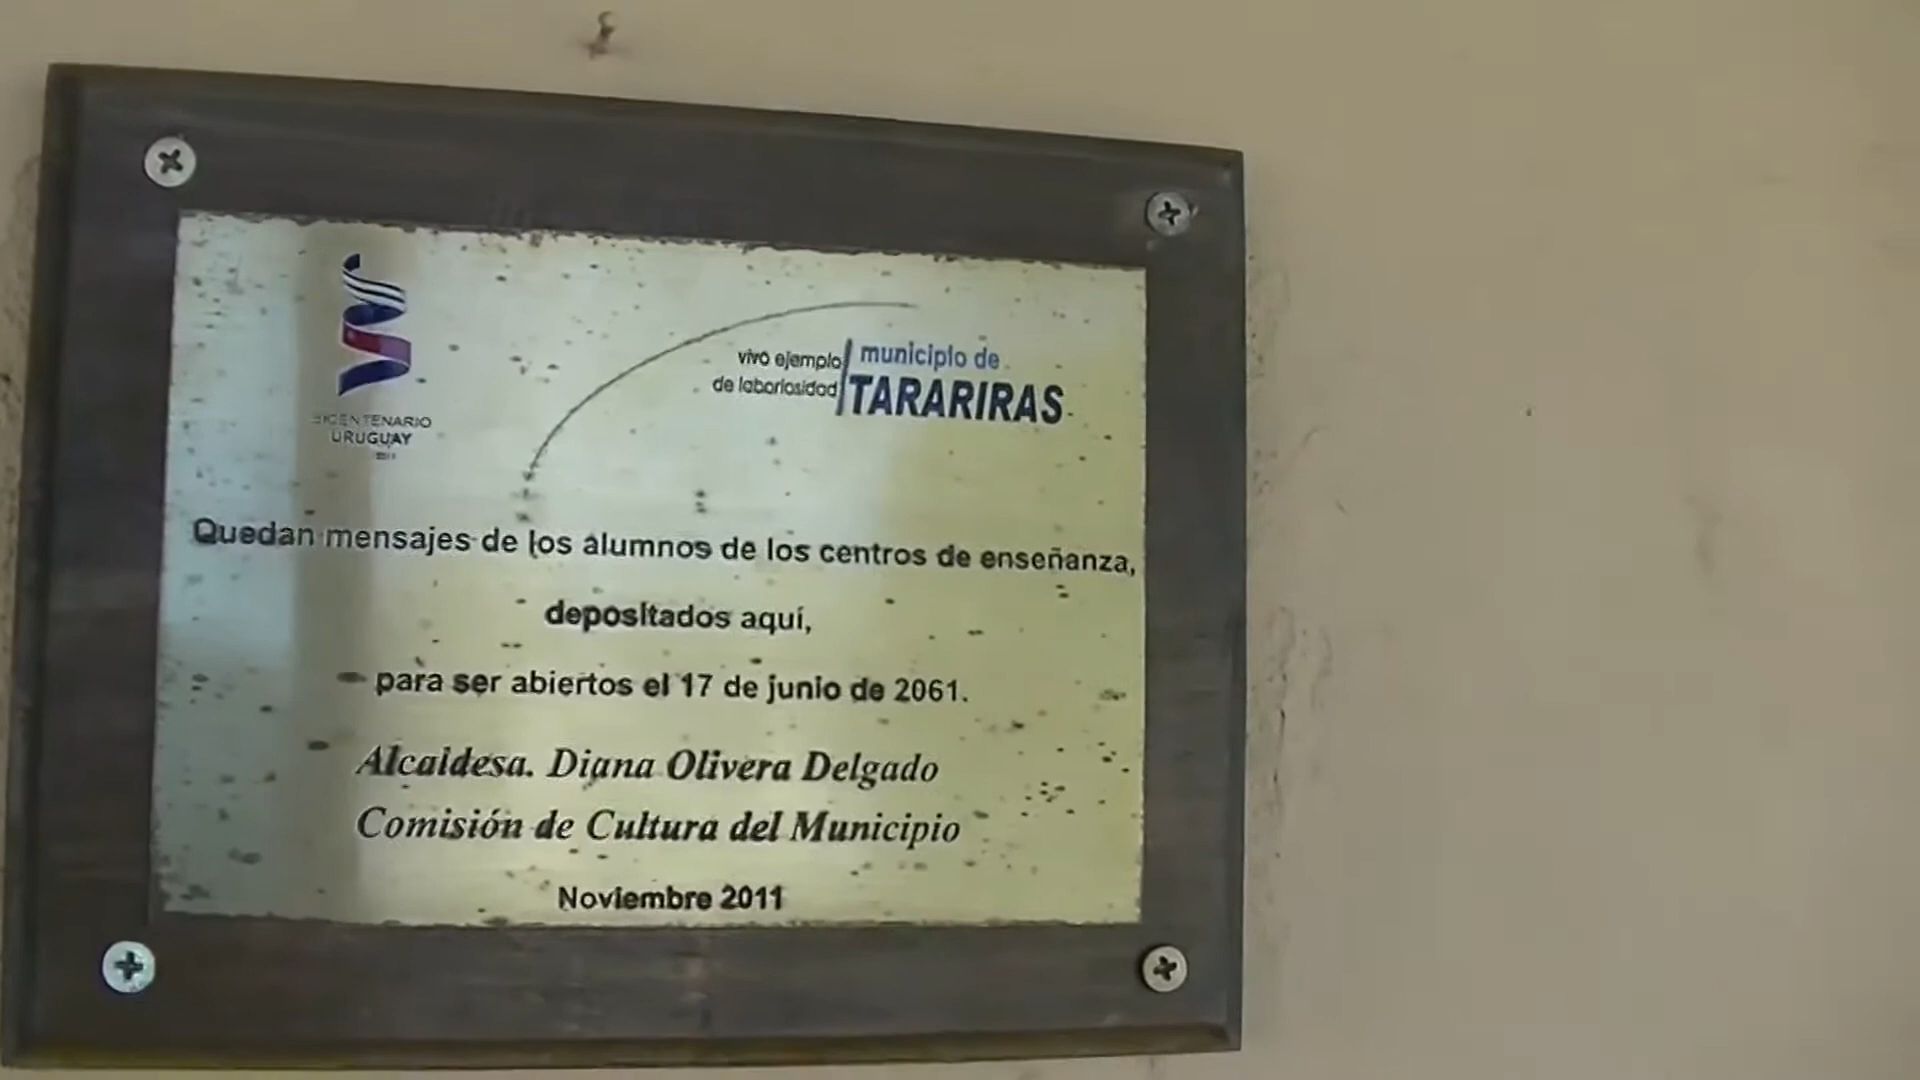 BICENTENARIO
URUGUAY
2011
vivo ejemplo
de laboriosidad
municipio de
TARARIRAS
Quedan mensajes de los alumnos de los centros de enseñanza,
depositados aquí,
para ser abiertos el 17 de junio de 2061.
Alcaldesa. Diana Olivera Delgado
Comisión de Cultura del Municipio
Noviembre 2011